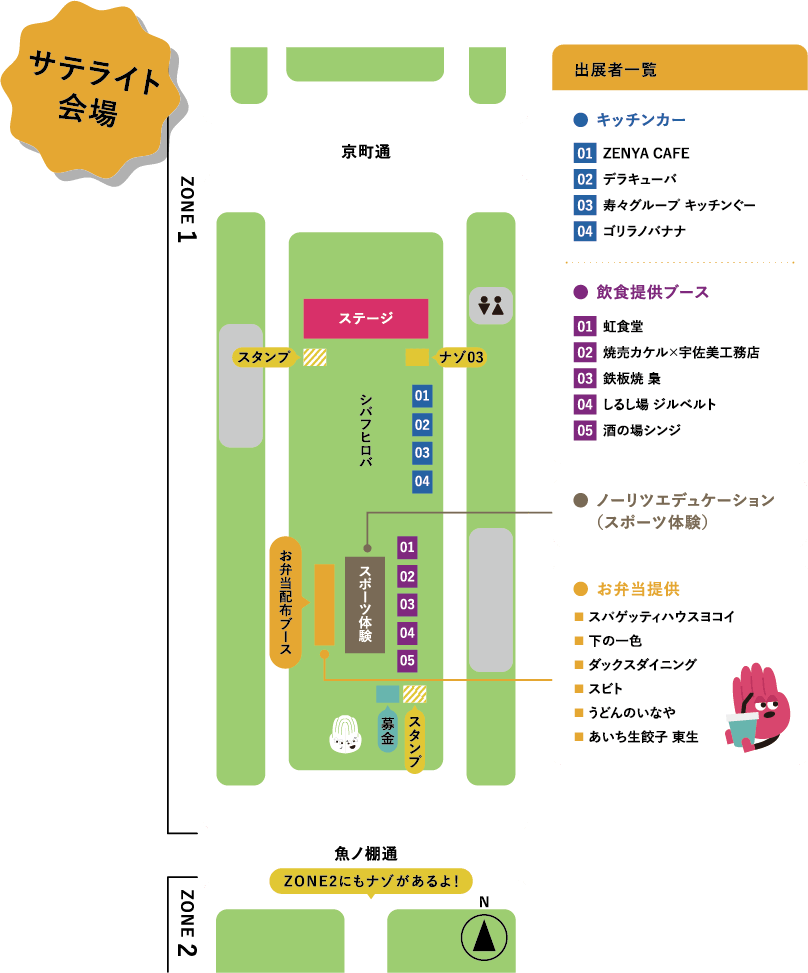 サテライト
会場
ZONE 1
京町通
ステージ
スタンプ
ナゾ03
シバフヒロバ
01
02
03
04
お弁当配布ブース
スポーツ体験
01
02
03
04
05
募金
スタンプ
魚ノ棚通
ZONE2にもナゾがあるよ!
ZONE 2
N
出展者一覧
キッチンカー
01 ZENYA CAFE
02 デラキューバ
03 寿々グループ キッチンぐー
04 ゴリラノバナナ
飲食提供ブース
01 虹食堂
02 焼売カケル×宇佐美工務店
03 鉄板焼 梟
04 しるし場 ジルベルト
05 酒の場シンジ
ノーリツエデュケーション
(スポーツ体験)
お弁当提供
スパゲッティハウスヨコイ
下の一色
ダックスダイニング
スビト
うどんのいなや
あいち生餃子 東生